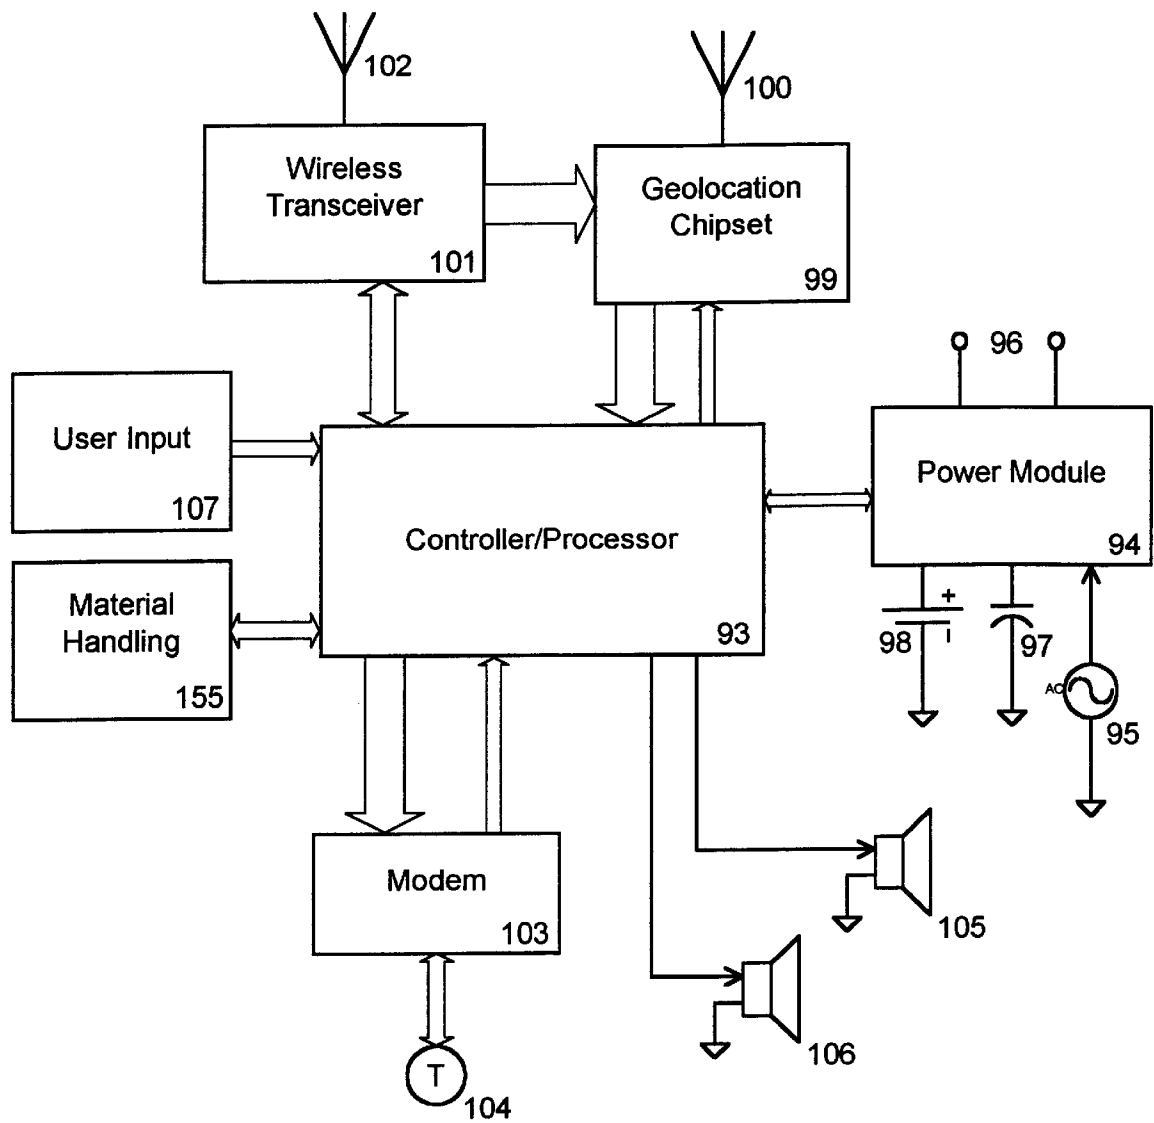 102
100
Wireless
Transceiver
101
Geolocation
Chipset
99
96
User Input
107
Power Module
94
Controller/Processor
93
Material
Handling
155
+
98
-
97
AC
95
Modem
103
105
106
T
104